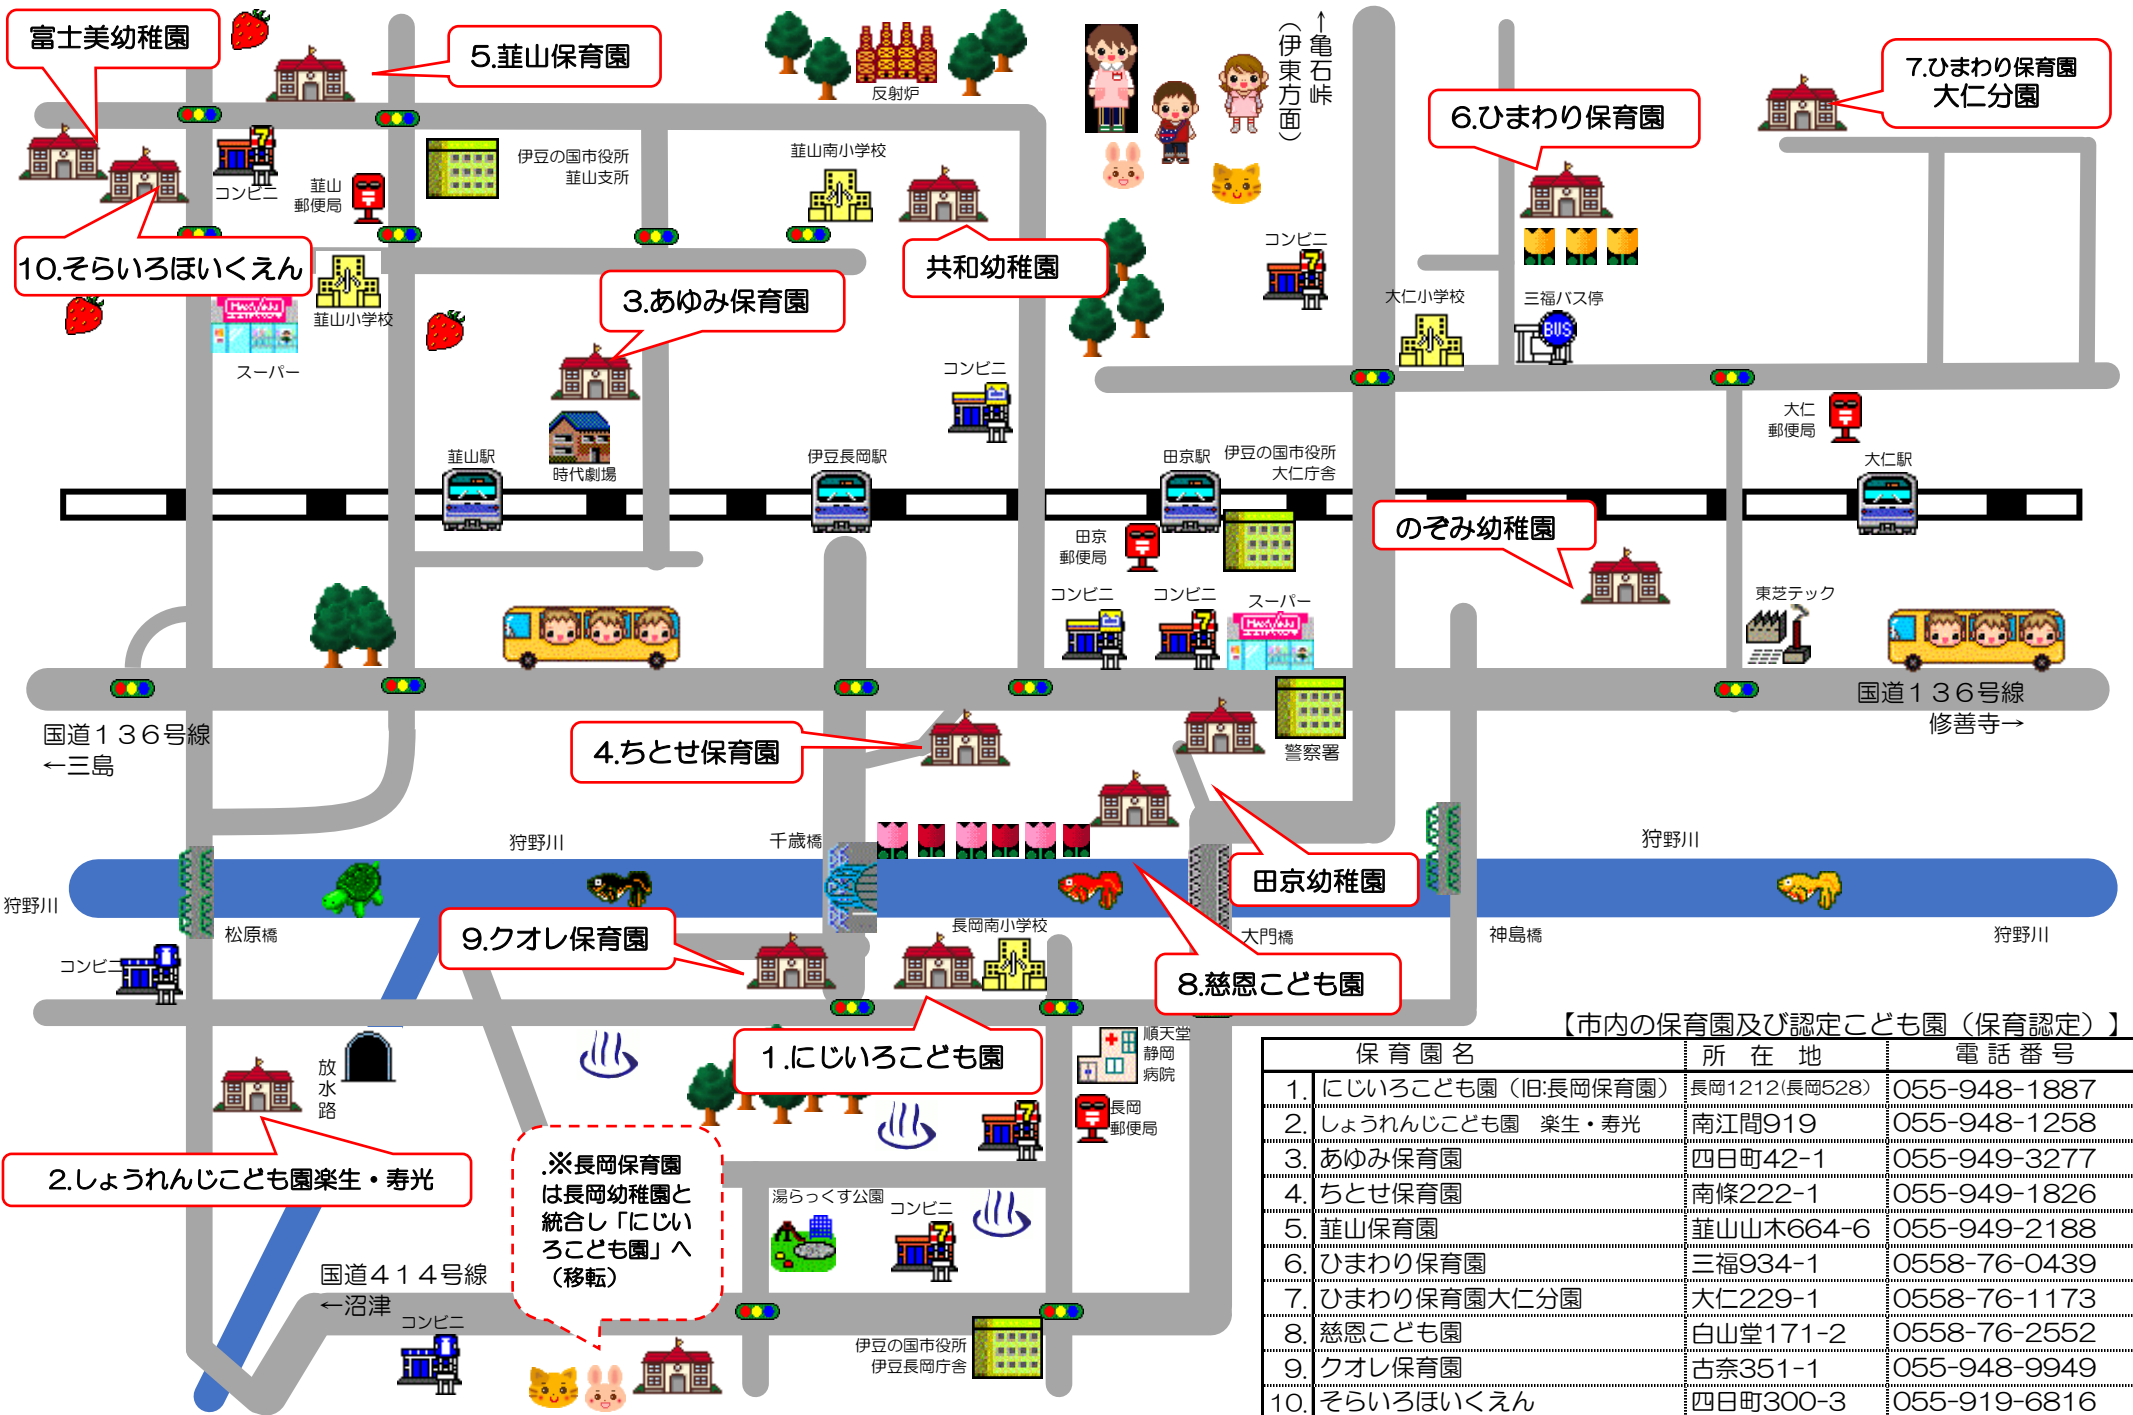 富士美幼稚園
5.韮山保育園
反射炉
←亀石峠
（伊東方面）
7.ひまわり保育園
大仁分園
6.ひまわり保育園
コンビニ
韮山
郵便局
伊豆の国市役所
韮山支所
韮山南小学校
共和幼稚園
10.そらいろほいくえん
韮山小学校
スーパー
3.あゆみ保育園
コンビニ
大仁小学校
三福バス停
BUS
コンビニ
大仁
郵便局
韮山駅
時代劇場
伊豆長岡駅
田京駅
伊豆の国市役所
大仁庁舎
大仁駅
のぞみ幼稚園
田京
郵便局
コンビニ
コンビニ
スーパー
東芝テック
国道１３６号線
←三島
国道１３６号線
修善寺→
4.ちとせ保育園
警察署
狩野川
千歳橋
狩野川
田京幼稚園
狩野川
松原橋
9.クオレ保育園
長岡南小学校
大門橋
神島橋
狩野川
コンビニ
8.慈恩こども園
1.にじいろこども園
順天堂
静岡
病院
放水路
長岡
郵便局
2.しょうれんじこども園楽生・寿光
.※長岡保育園
は長岡幼稚園と
統合し「にじい
ろこども園」へ
（移転）
湯らっくす公園
コンビニ
国道４１４号線
←沼津
コンビニ
伊豆の国市役所
伊豆長岡庁舎
【市内の保育園及び認定こども園（保育認定）】
保育園名 所在地 電話番号
1. にじいろこども園（旧:長岡保育園） 長岡1212(長岡528) 055-948-1887
2. しょうれんじこども園　楽生・寿光 南江間919 055-948-1258
3. あゆみ保育園 四日町42-1 055-949-3277
4. ちとせ保育園 南條222-1 055-949-1826
5. 韮山保育園 韮山山木664-6 055-949-2188
6. ひまわり保育園 三福934-1 0558-76-0439
7. ひまわり保育園大仁分園 大仁229-1 0558-76-1173
8. 慈恩こども園 白山堂171-2 0558-76-2552
9. クオレ保育園 古奈351-1 055-948-9949
10. そらいろほいくえん 四日町300-3 055-919-6816